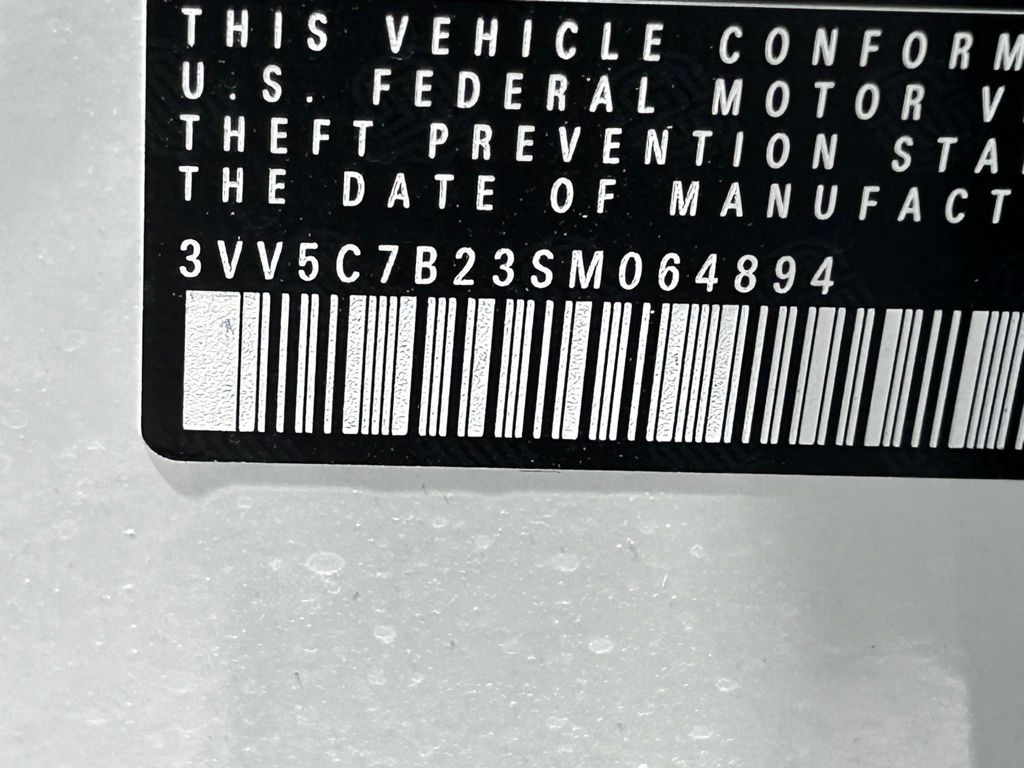 THIS VEHICLE CONFORM
U.S. FEDERAL MOTOR V
THEFT PREVENTION STA
THE DATE OF MANUFACT
3VV5C7B23SM064894